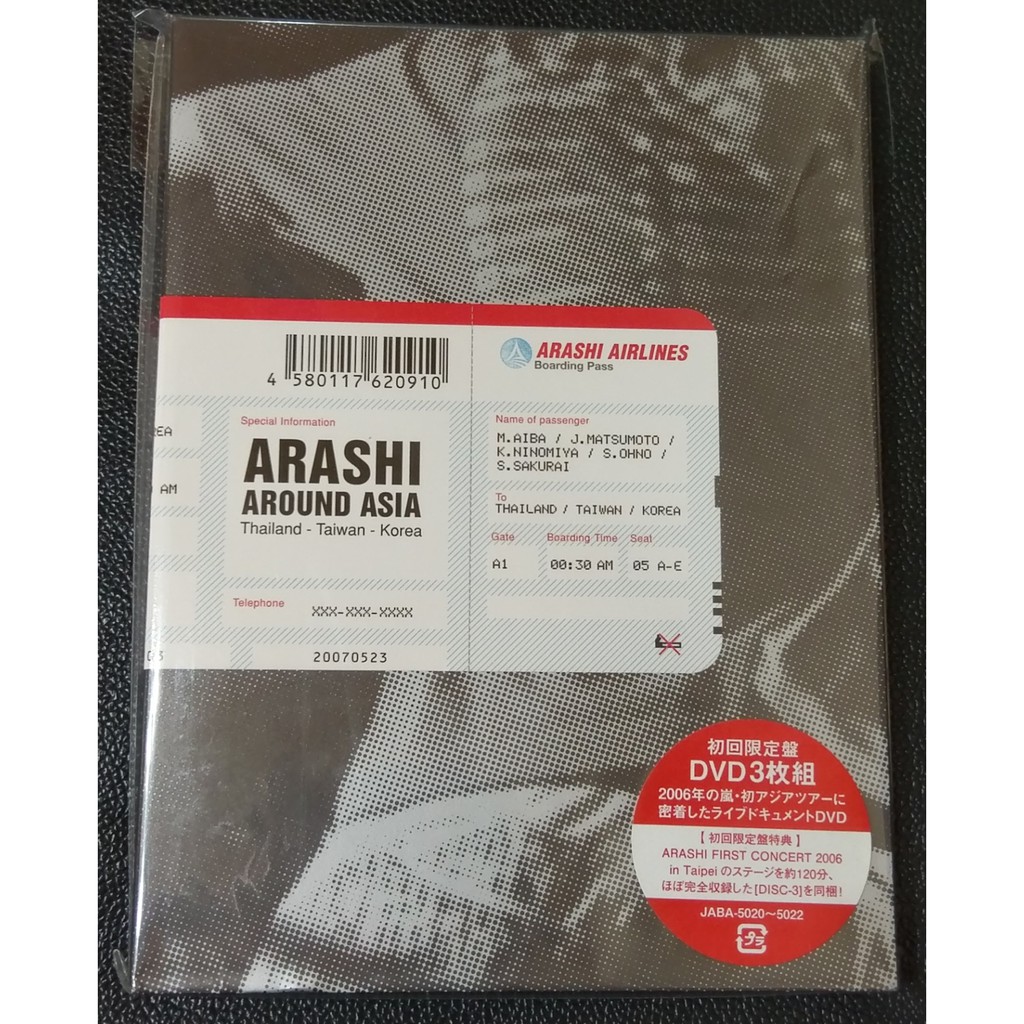 4 580117 620910
ARASHI AIRLINES
Boarding Pass
Special Information
ARASHI
AROUND ASIA
Thailand - Taiwan - Korea
AM
Telephone
XXX-XXX-XXXX
20070523
Name of passenger
M.AIBA / J.MATSUMOTO /
K.NINOMIYA / S.OHNO /
S.SAKURAI
To
THAILAND / TAIWAN / KOREA
Gate Boarding Time Seat
A1 00:30 AM 05 A-E
初回限定盤
DVD3枚組
2006年の嵐・初アジアツアーに
密着したライブドキュメントDVD
【初回限定盤特典】
ARASHI FIRST CONCERT 2006
in Taipei のステージを約120分、
ほぼ完全収録した[DISC-3]を同梱!
JABA-5020〜5022
プラ